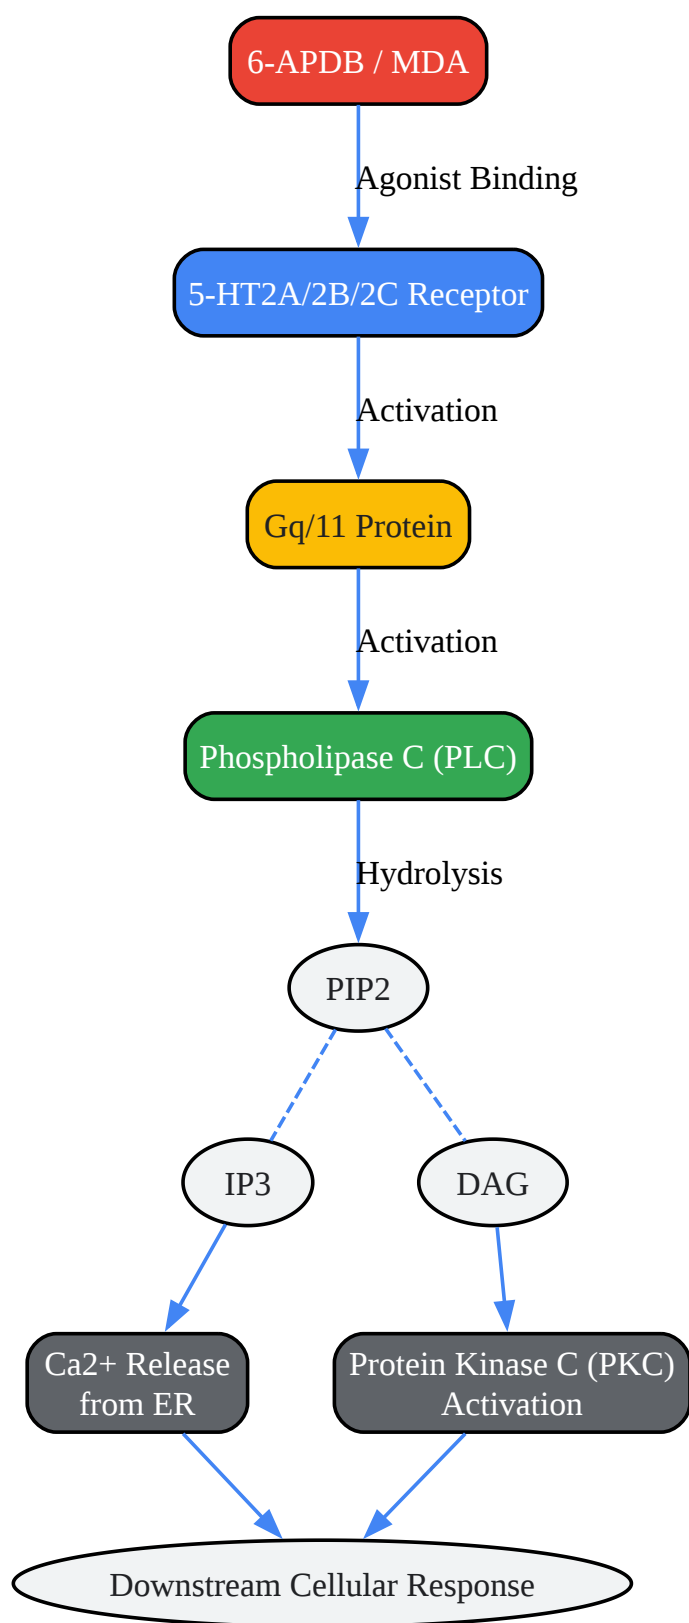 6-APDB / MDA
Agonist Binding
5-HT2A/2B/2C Receptor
Activation
Gq/11 Protein
Activation
Phospholipase C (PLC)
Hydrolysis
PIP2
IP3
DAG
Ca2+ Release
from ER
Protein Kinase C (PKC)
Activation
Downstream Cellular Response